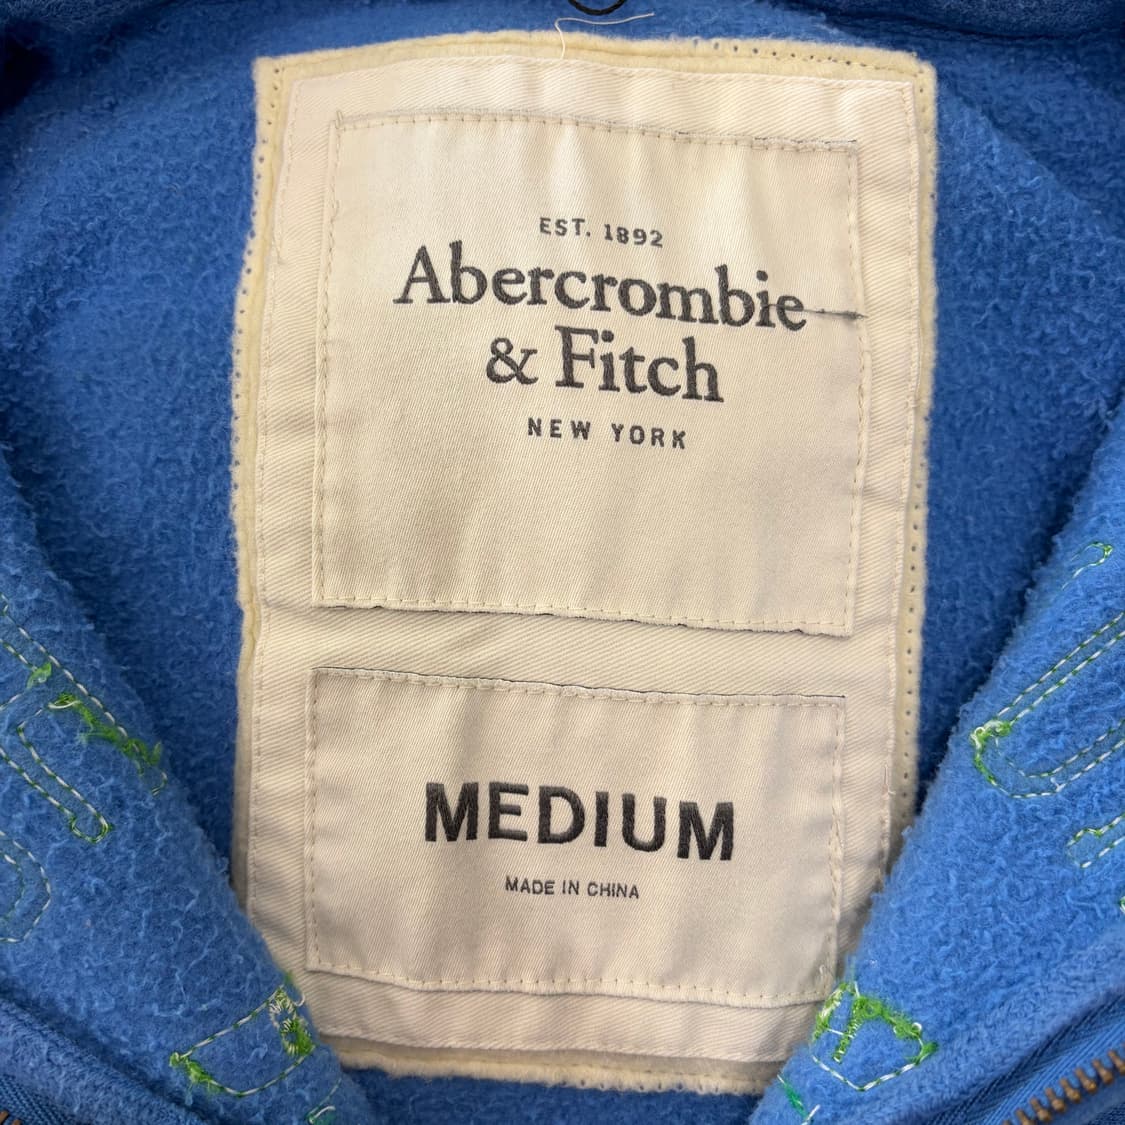 EST. 1892
Abercrombie
& Fitch
NEW YORK
MEDIUM
MADE IN CHINA